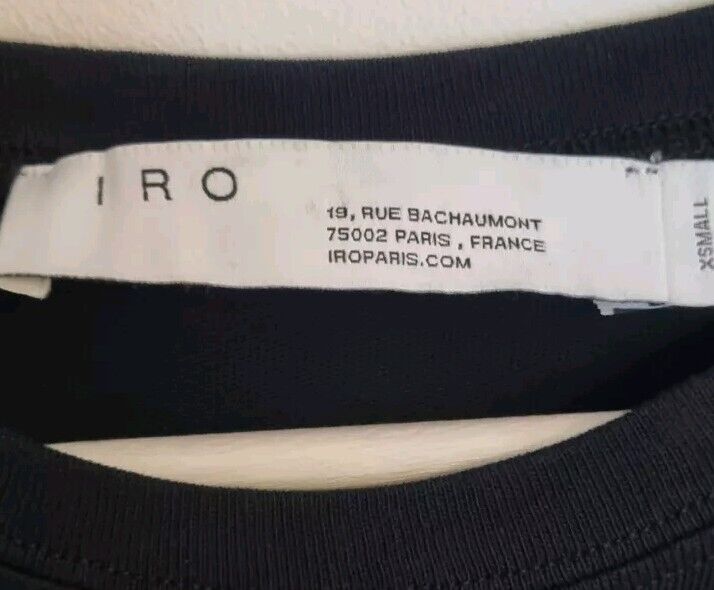 IRO
19, RUE BACHAUMONT
75002 PARIS , FRANCE
IROPARIS.COM
XSMALL